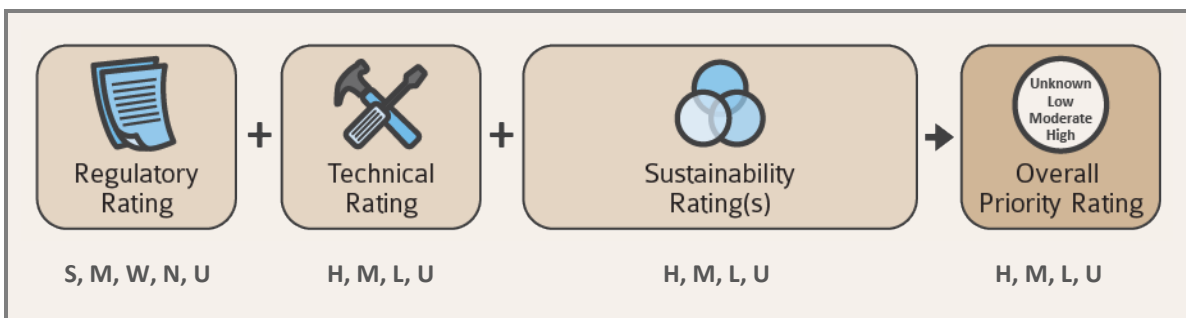 Regulatory
Rating
+
Technical
Rating
+
Sustainability
Rating(s)
Unknown
Low
Moderate
High
Overall
Priority Rating
S, M, W, N, U
H, M, L, U
H, M, L, U
H, M, L, U